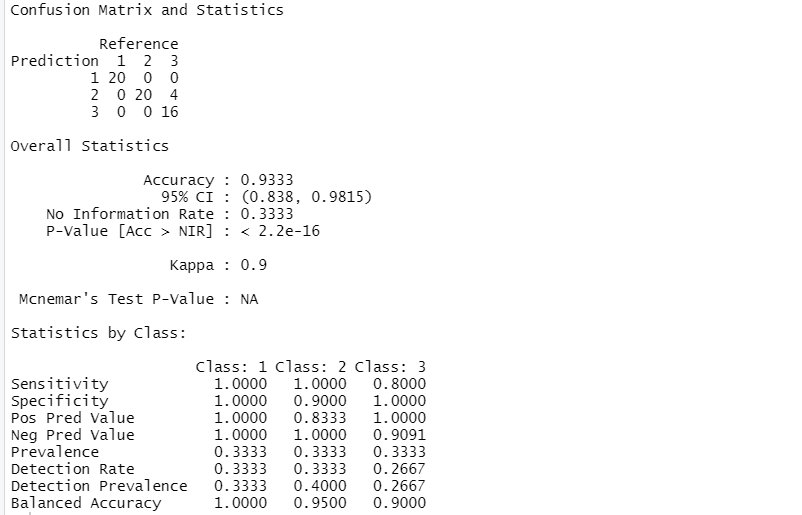 Confusion Matrix and Statistics
Reference
Prediction 1 2 3
1 20 0 0
2 0 20 4
3 0 0 16
Overall Statistics
Accuracy : 0.9333
95% CI : (0.838, 0.9815)
No Information Rate : 0.3333
P-Value [Acc > NIR] : < 2.2e-16
Kappa : 0.9
Mcnemar's Test P-Value : NA
Statistics by Class:
Class: 1 Class: 2 Class: 3
Sensitivity 1.0000 1.0000 0.8000
Specificity 1.0000 0.9000 1.0000
Pos Pred Value 1.0000 0.8333 1.0000
Neg Pred Value 1.0000 1.0000 0.9091
Prevalence 0.3333 0.3333 0.3333
Detection Rate 0.3333 0.3333 0.2667
Detection Prevalence 0.3333 0.4000 0.2667
Balanced Accuracy 1.0000 0.9500 0.9000